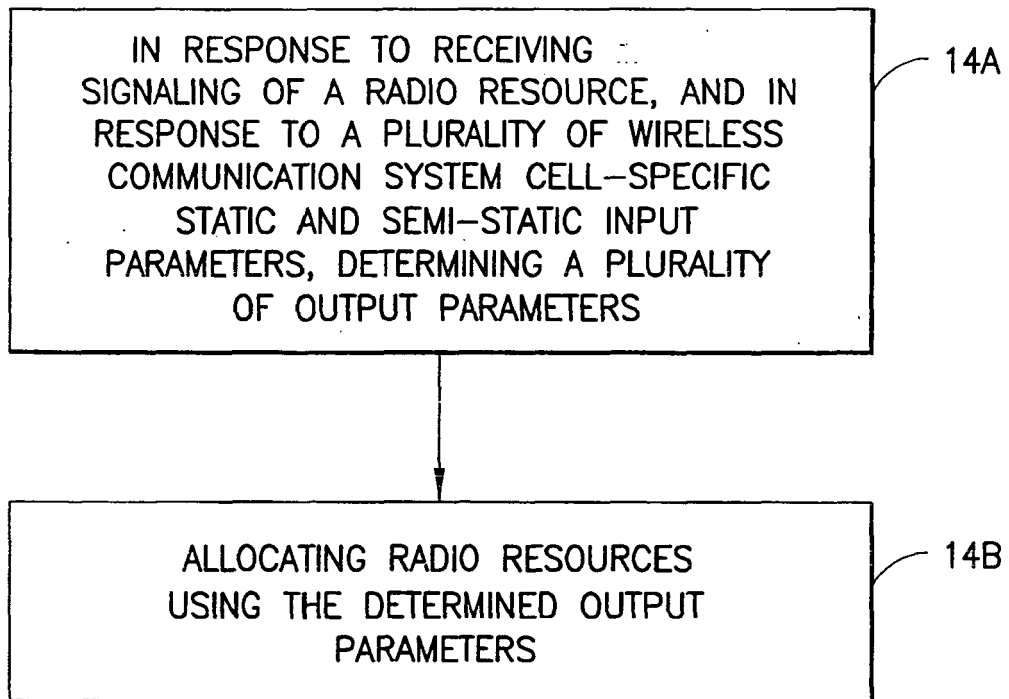 IN RESPONSE TO RECEIVING
SIGNALING OF A RADIO RESOURCE, AND IN
RESPONSE TO A PLURALITY OF WIRELESS
COMMUNICATION SYSTEM CELL-SPECIFIC
STATIC AND SEMI-STATIC INPUT
PARAMETERS, DETERMINING A PLURALITY
OF OUTPUT PARAMETERS
14A
ALLOCATING RADIO RESOURCES
USING THE DETERMINED OUTPUT
PARAMETERS
14B